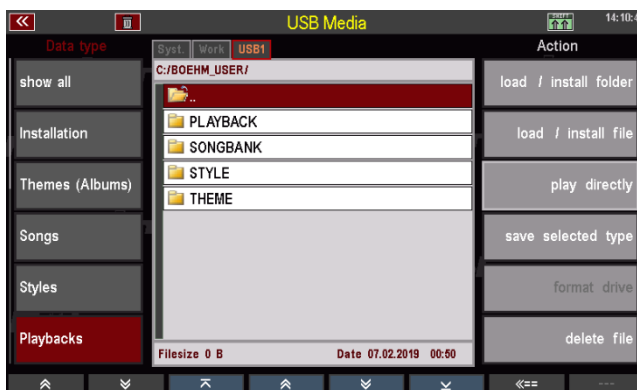 USB Media
14:10:4
Data type
Syst. Work USB1
Action
C:/BOEHM_USER/
show all
..
load / install folder
PLAYBACK
Installation
load / install file
SONGBANK
STYLE
Themes (Albums)
play directly
THEME
Songs
save selected type
Styles
format drive
Playbacks
delete file
Filesize 0 B Date 07.02.2019 00:50
«==
---